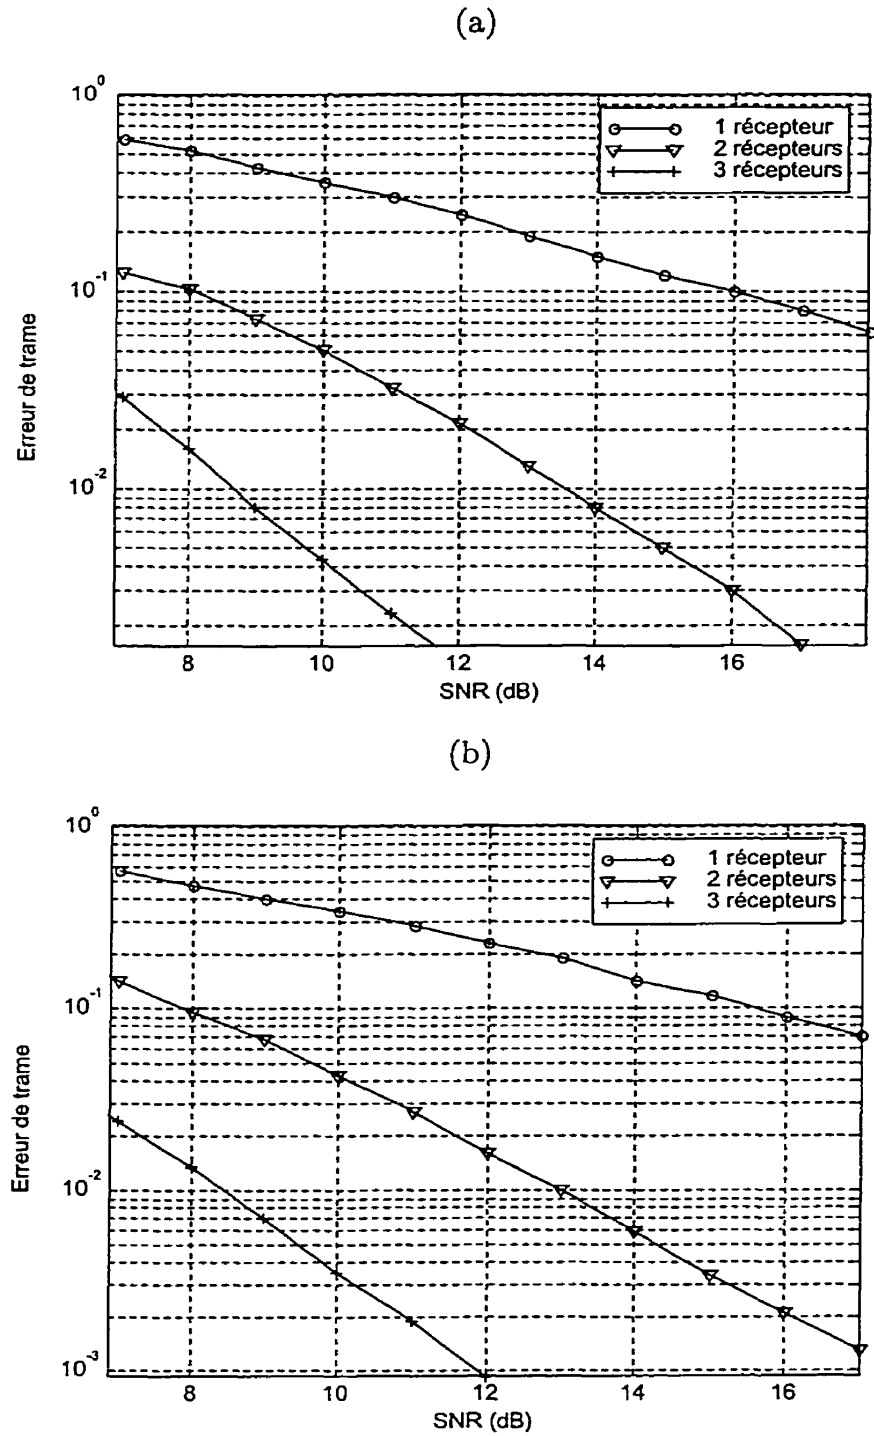 (a)
10^0
10^-1
10^-2
Erreur de trame
1 récepteur
2 récepteurs
3 récepteurs
8 10 12 14 16
SNR (dB)
(b)
10^0
10^-1
10^-2
10^-3
Erreur de trame
1 récepteur
2 récepteurs
3 récepteurs
8 10 12 14 16
SNR (dB)